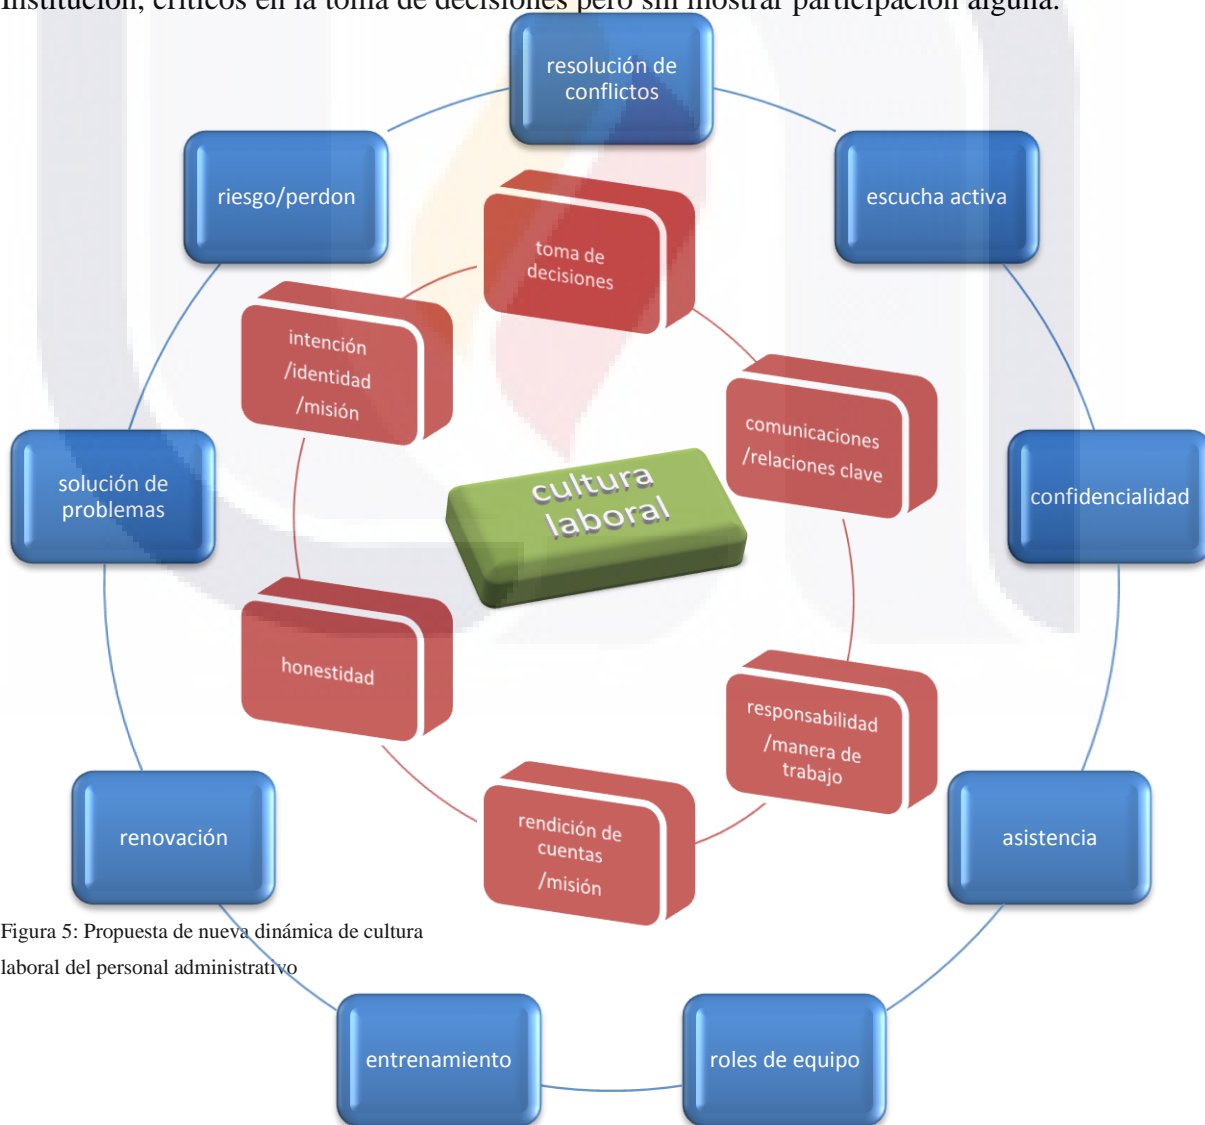 Institución, críticos en la toma de decisiones pero sin mostrar participación alguna.
resolución de
conflictos
riesgo/perdon
escucha activa
toma de
decisiones
intención
/identidad
/misión
comunicaciones
/relaciones clave
solución de
problemas
cultura
laboral
confidencialidad
honestidad
responsabilidad
/manera de
trabajo
rendición de
cuentas
/misión
renovación
asistencia
Figura 5: Propuesta de nueva dinámica de cultura
laboral del personal administrativo
entrenamiento
roles de equipo